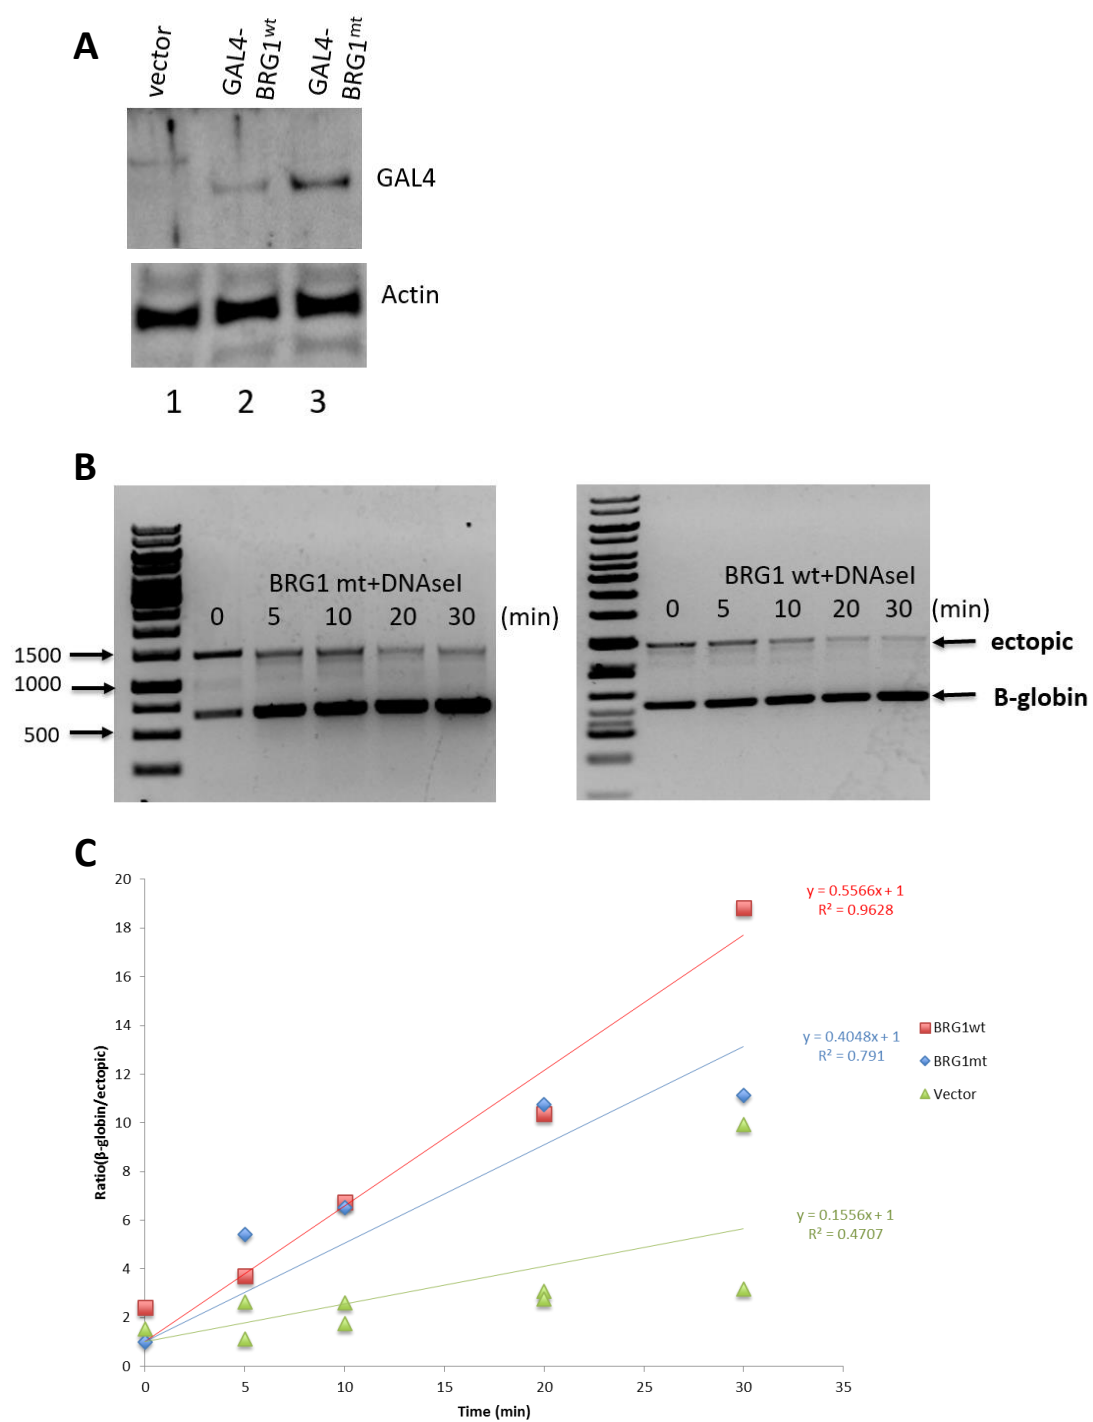 A
vector
GAL4-
BRG1wt
GAL4-
BRG1mt
GAL4
Actin
1 2 3
B
BRG1 mt+DNAseI
0 5 10 20 30 (min)
1500
1000
500
BRG1 wt+DNAseI
0 5 10 20 30 (min)
ectopic
B-globin
C
20
18
16
14
12
10
8
6
4
2
0
Ratio(β-globin/ectopic)
0 5 10 15 20 25 30 35
Time (min)
y = 0.5566x + 1
R² = 0.9628
y = 0.4048x + 1
R² = 0.791
y = 0.1556x + 1
R² = 0.4707
BRG1wt
BRG1mt
Vector